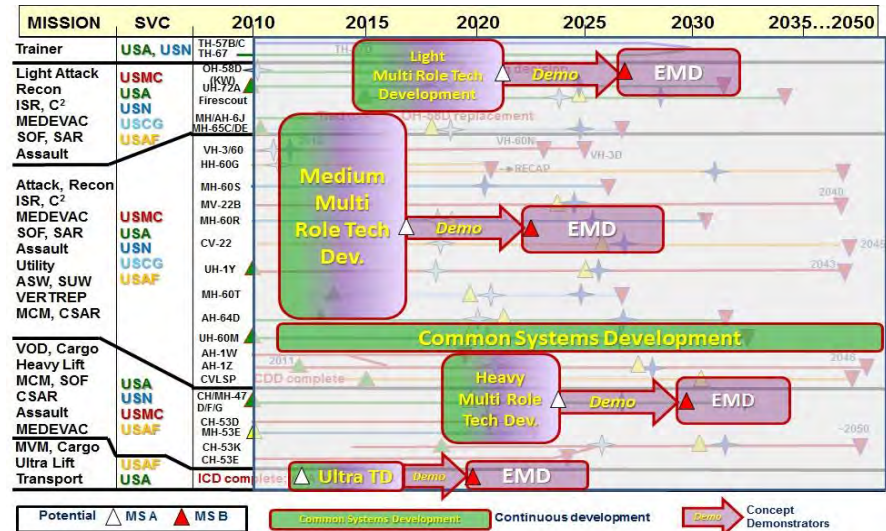 MISSION SVC 2010 2015 2020 2025 2030 2035...2050
Trainer
USA, USN
TH-57B/C
TH-67
Light Attack
Recon
ISR, C²
MEDEVAC
SOF, SAR
Assault
USMC
USA
USN
USCG
USAF
OH-58D
(KW)
UH-72A
Firescout
MH/AH-6J
MH-65C/DE
VH-3/60
HH-60G
Attack, Recon
ISR, C²
MEDEVAC
SOF, SAR
Assault
Utility
ASW, SUW
VERTREP
MCM, CSAR
USMC
USA
USN
USCG
USAF
MH-60S
MV-22B
MH-60R
CV-22
UH-1Y
MH-60T
AH-64D
UH-60M
AH-1W
AH-1Z
CVLSP
VOD, Cargo
Heavy Lift
MCM, SOF
CSAR
Assault
MEDEVAC
USA
USN
USMC
USAF
CH/MH-47
D/F/G
CH-53D
MH-53E
CH-53K
CH-53E
MVM, Cargo
Ultra Lift
Transport
USAF
USA
ICD complete:
Light
Multi Role Tech
Development
Demo
EMD
decision
OH-58D replacement
VH-60N
VH-3D
RECAP
Medium
Multi
Role Tech
Dev.
Demo
EMD
2040
2043
Common Systems Development
2011
CDD complete
2046
Heavy
Multi Role
Tech Dev.
Demo
EMD
~2050
Ultra TD
Demo
EMD
Potential MS A MS B
Common Systems Development
Continuous development
Demo
Concept
Demonstrators